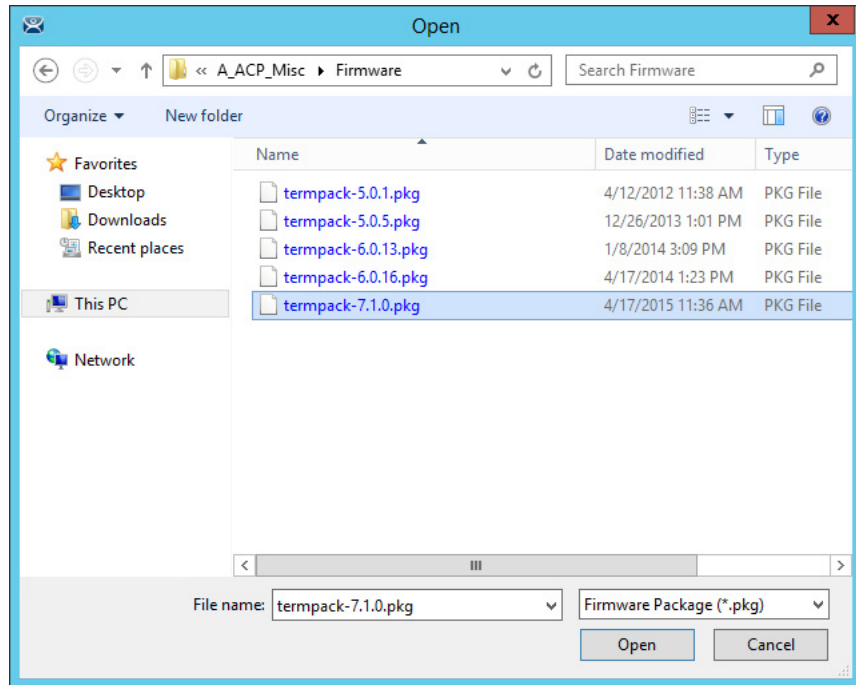 Open
x
« A_ACP_Misc ▸ Firmware
Search Firmware
Organize ▾ New folder
Name Date modified Type
Favorites
Desktop
Downloads
Recent places
This PC
Network
termpack-5.0.1.pkg 4/12/2012 11:38 AM PKG File
termpack-5.0.5.pkg 12/26/2013 1:01 PM PKG File
termpack-6.0.13.pkg 1/8/2014 3:09 PM PKG File
termpack-6.0.16.pkg 4/17/2014 1:23 PM PKG File
termpack-7.1.0.pkg 4/17/2015 11:36 AM PKG File
File name: termpack-7.1.0.pkg Firmware Package (*.pkg)
Open Cancel